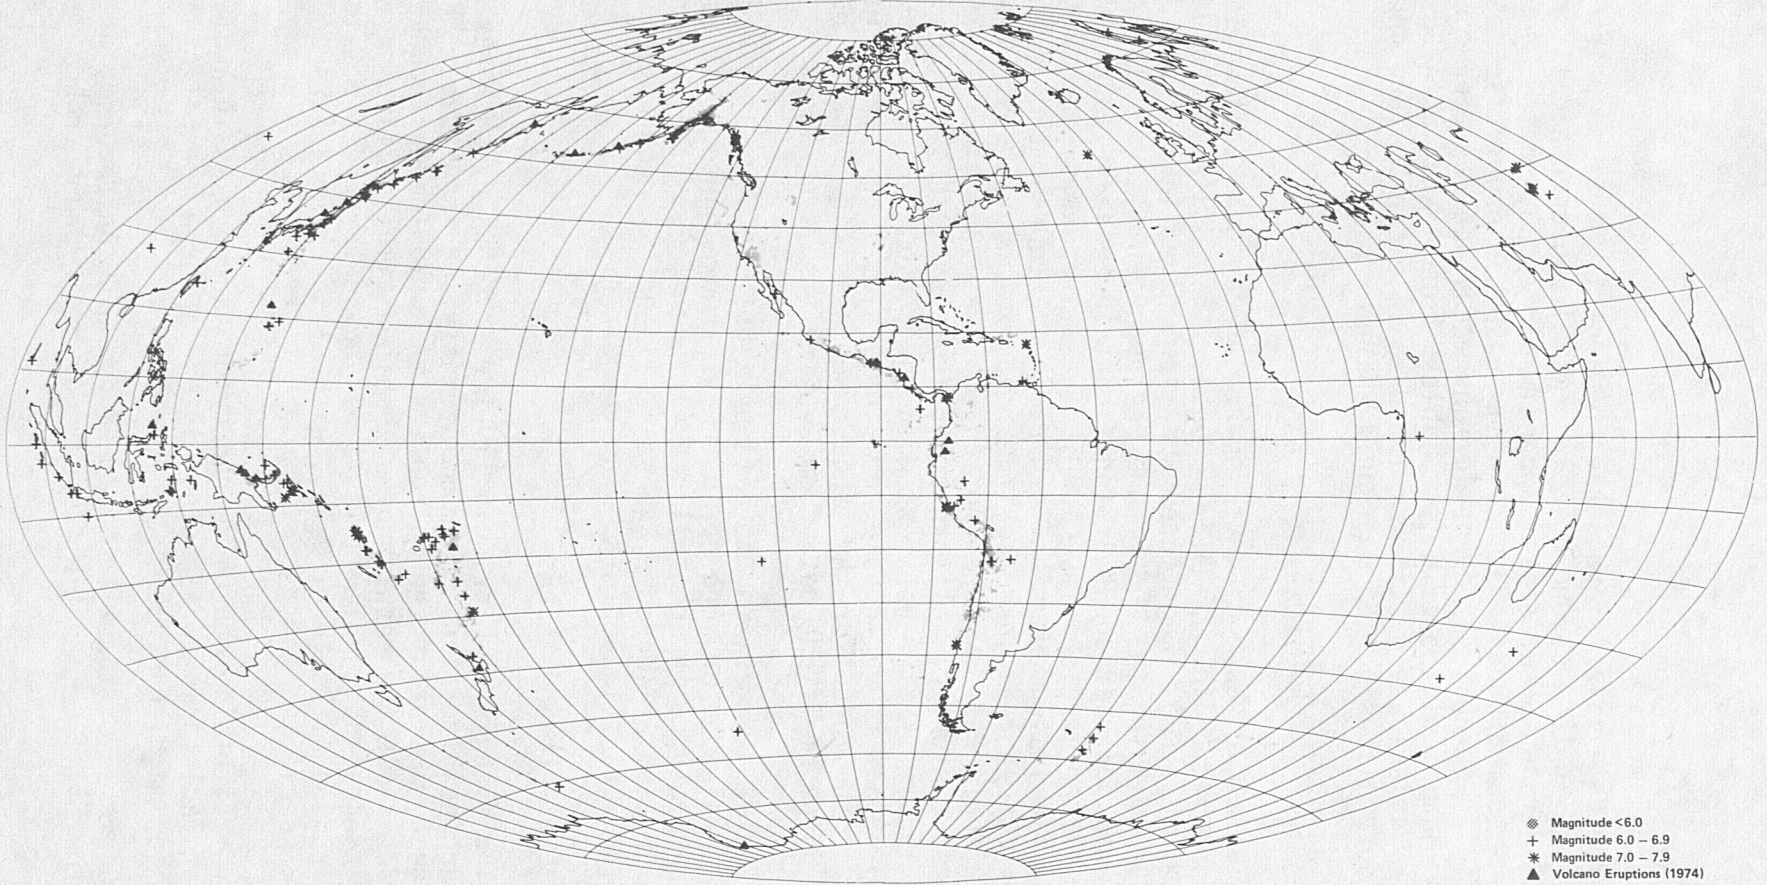 Magnitude <6.0
Magnitude 6.0 – 6.9
Magnitude 7.0 – 7.9
Volcano Eruptions (1974)